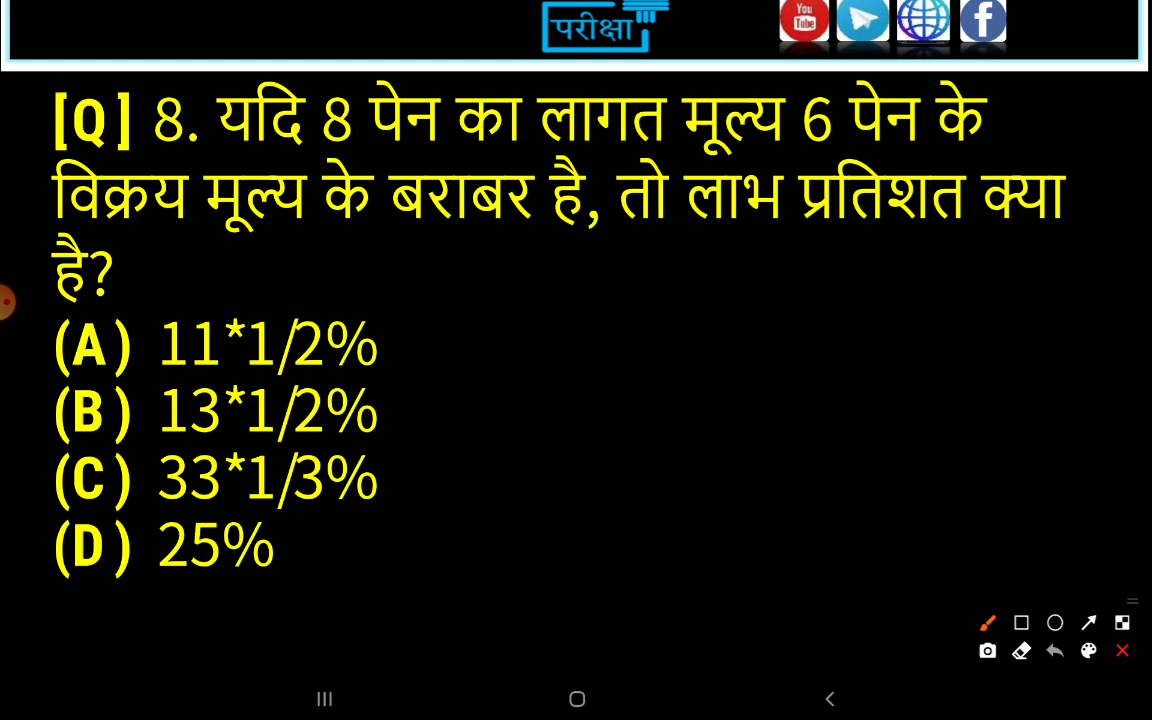 परीक्षा
You
Tube
[Q] 8. यदि 8 पेन का लागत मूल्य 6 पेन के
विक्रय मूल्य के बराबर है, तो लाभ प्रतिशत क्या
है?
(A) 11*1/2%
(B) 13*1/2%
(C) 33*1/3%
(D) 25%